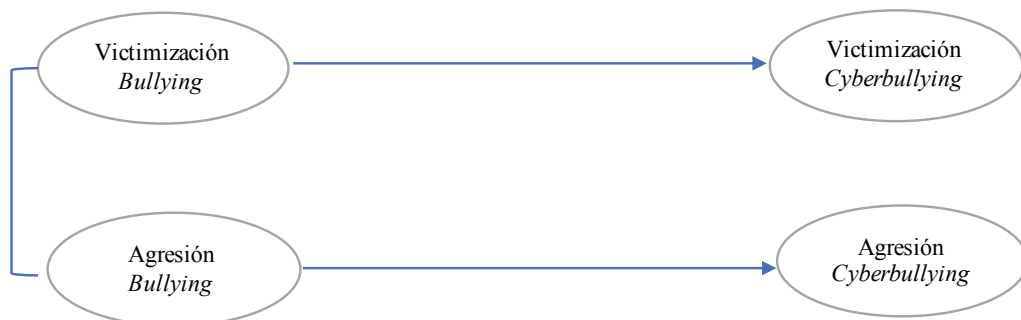 Victimización
Bullying
Victimización
Cyberbullying
Agresión
Bullying
Agresión
Cyberbullying